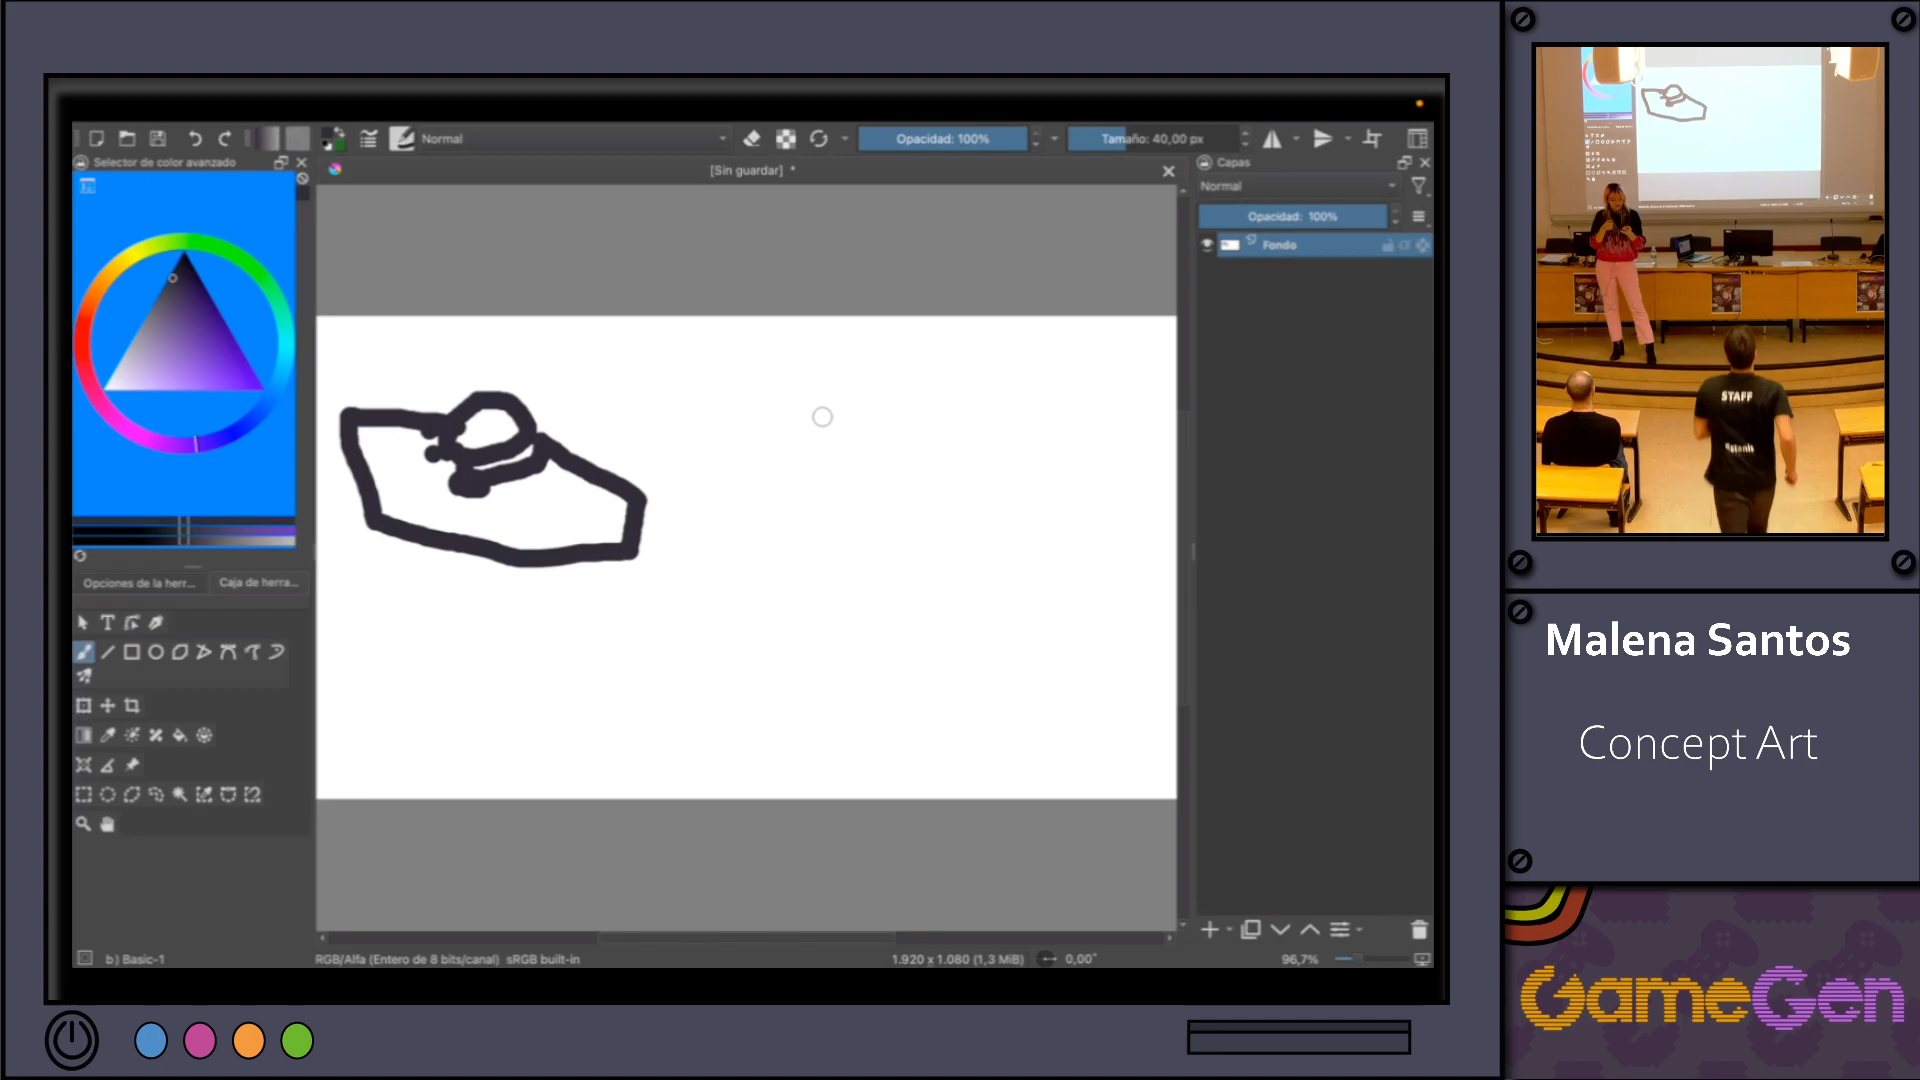 Normal
Opacidad: 100%
Tamaño: 40,00 px
Selector de color avanzado
[Sin guardar] *
Capas
Normal
Opacidad: 100%
Fondo
Opciones de la herr...
Caja de herra...
b) Basic-1
RGB/Alfa (Entero de 8 bits/canal) sRGB built-in
1.920 x 1.080 (1,3 MiB)
0,00°
96,7%
STAFF
Malena Santos
Concept Art
GameGen